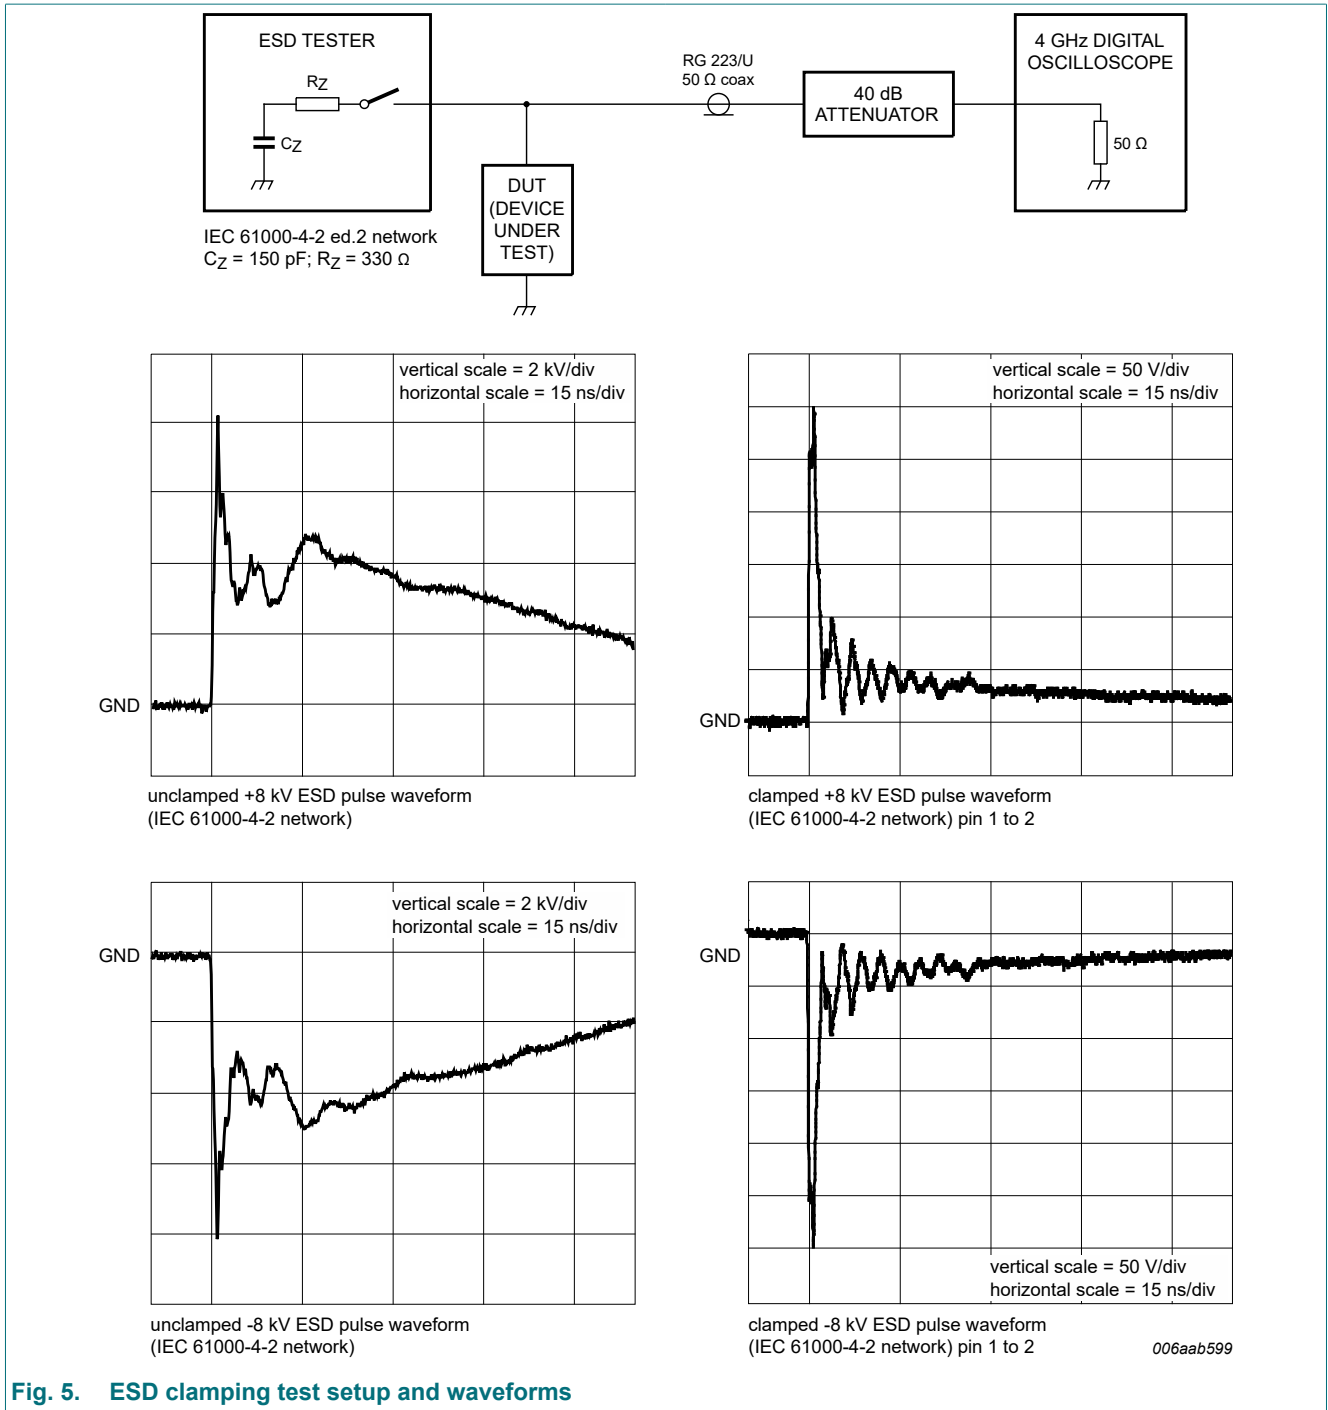 ESD TESTER
RZ
CZ
IEC 61000-4-2 ed.2 network
CZ = 150 pF; RZ = 330 Ω
DUT
(DEVICE
UNDER
TEST)
RG 223/U
50 Ω coax
40 dB
ATTENUATOR
4 GHz DIGITAL
OSCILLOSCOPE
50 Ω
vertical scale = 2 kV/div
horizontal scale = 15 ns/div
GND
unclamped +8 kV ESD pulse waveform
(IEC 61000-4-2 network)
vertical scale = 50 V/div
horizontal scale = 15 ns/div
GND
clamped +8 kV ESD pulse waveform
(IEC 61000-4-2 network) pin 1 to 2
vertical scale = 2 kV/div
horizontal scale = 15 ns/div
GND
unclamped -8 kV ESD pulse waveform
(IEC 61000-4-2 network)
GND
vertical scale = 50 V/div
horizontal scale = 15 ns/div
clamped -8 kV ESD pulse waveform
(IEC 61000-4-2 network) pin 1 to 2
006aab599
Fig. 5. ESD clamping test setup and waveforms